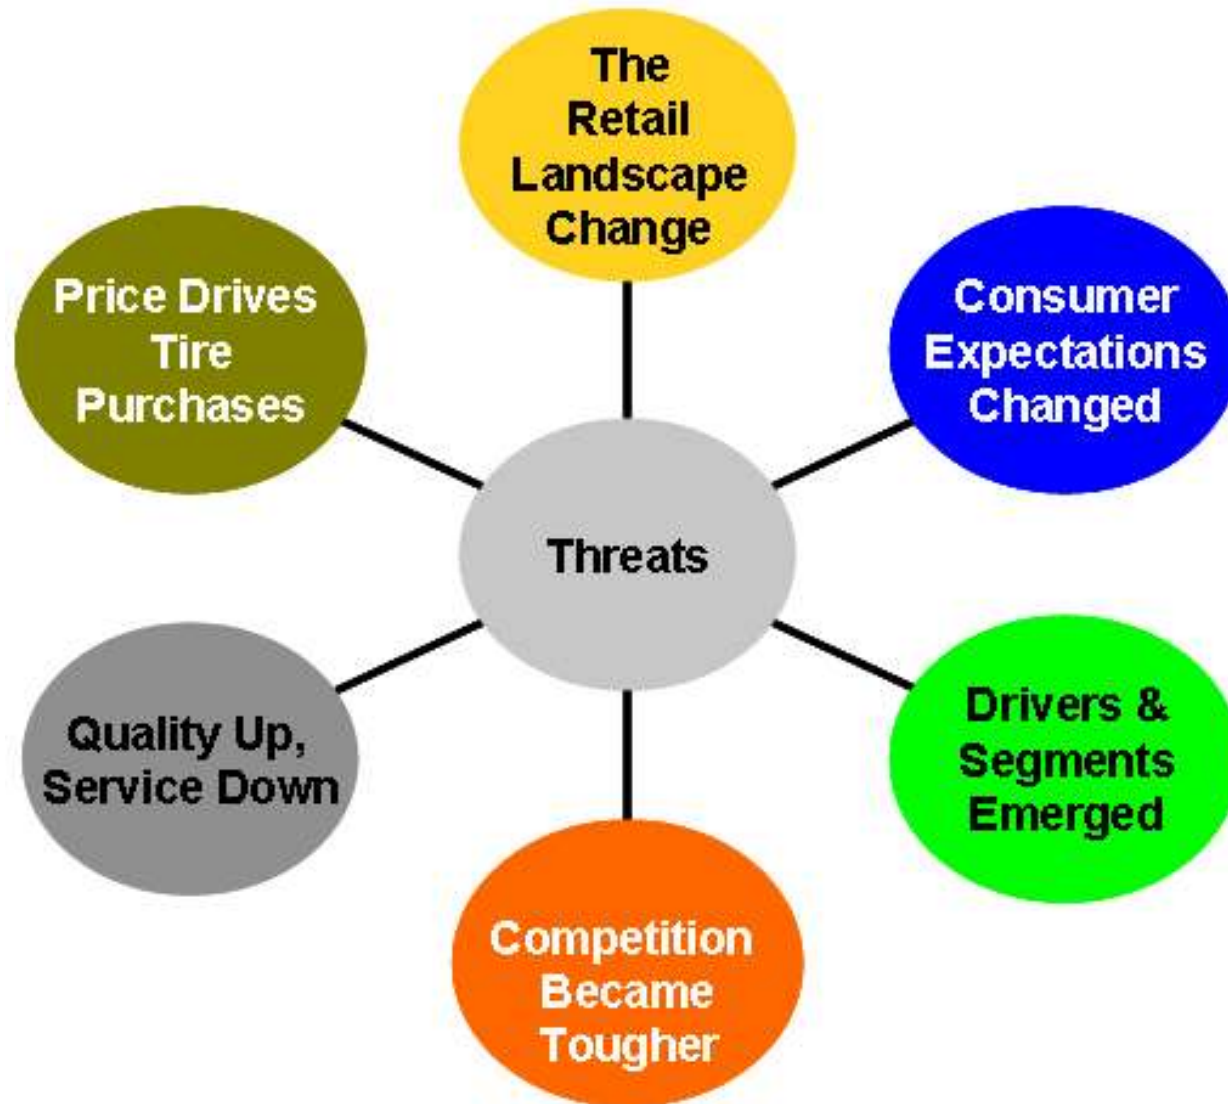 The
Retail
Landscape
Change
Price Drives
Tire
Purchases
Consumer
Expectations
Changed
Threats
Quality Up,
Service Down
Drivers &
Segments
Emerged
Competition
Became
Tougher